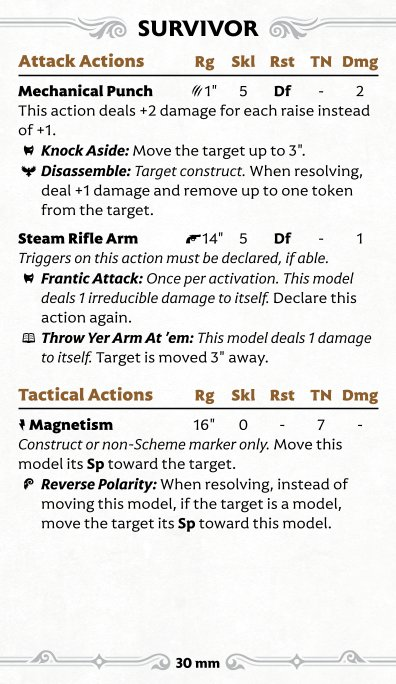 SURVIVOR
Attack Actions Rg Skl Rst TN Dmg
Mechanical Punch 1" 5 Df - 2
This action deals +2 damage for each raise instead
of +1.
Knock Aside: Move the target up to 3".
Disassemble: Target construct. When resolving,
deal +1 damage and remove up to one token
from the target.
Steam Rifle Arm 14" 5 Df - 1
Triggers on this action must be declared, if able.
Frantic Attack: Once per activation. This model
deals 1 irreducible damage to itself. Declare this
action again.
Throw Yer Arm At 'em: This model deals 1 damage
to itself. Target is moved 3" away.
Tactical Actions Rg Skl Rst TN Dmg
Magnetism 16" 0 - 7 -
Construct or non-Scheme marker only. Move this
model its Sp toward the target.
Reverse Polarity: When resolving, instead of
moving this model, if the target is a model,
move the target its Sp toward this model.
30 mm